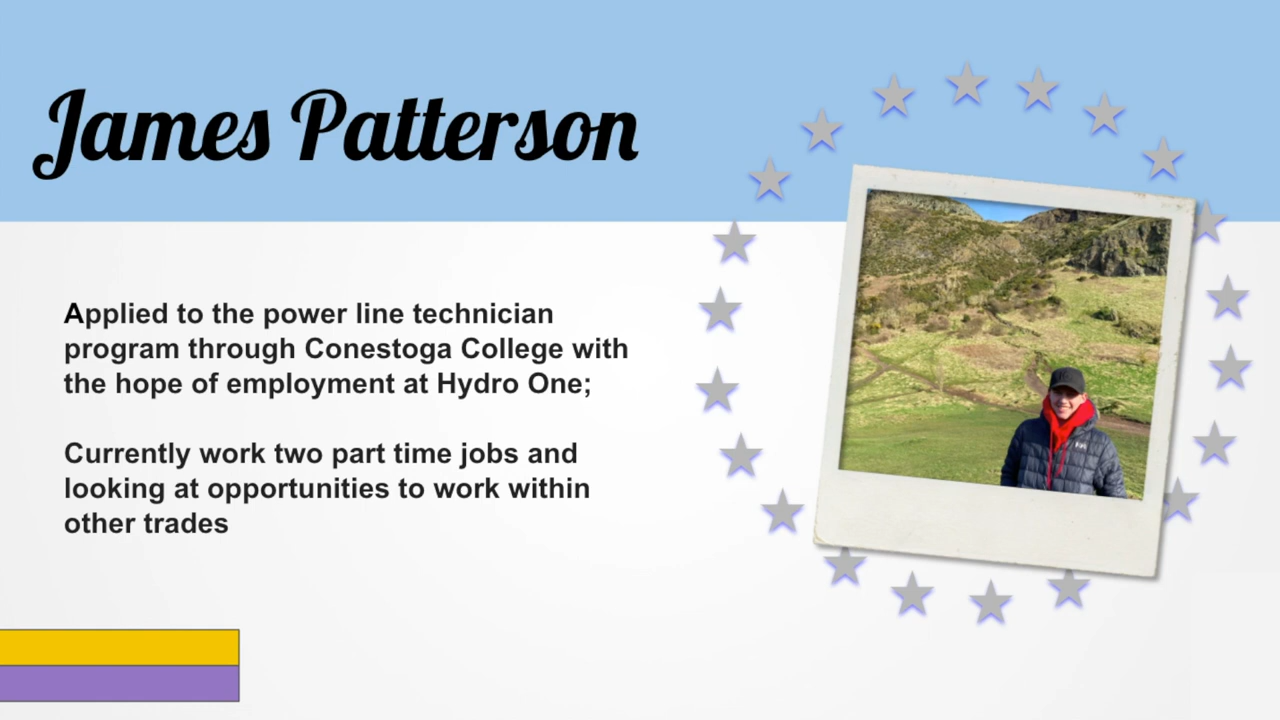 James Patterson
Applied to the power line technician
program through Conestoga College with
the hope of employment at Hydro One;
Currently work two part time jobs and
looking at opportunities to work within
other trades